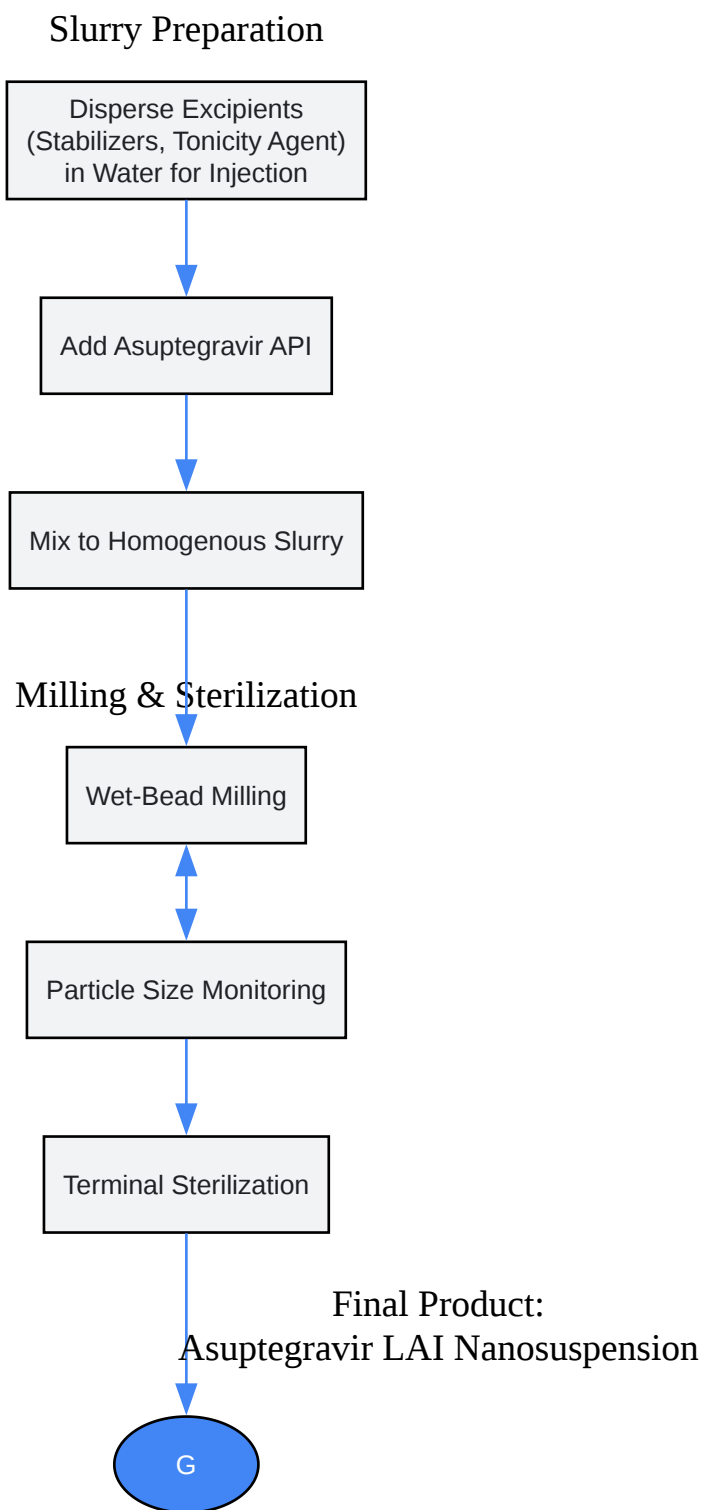 Slurry Preparation
Disperse Excipients
(Stabilizers, Tonicity Agent)
in Water for Injection
Add Asuptegravir API
Mix to Homogenous Slurry
Milling & Sterilization
Wet-Bead Milling
Particle Size Monitoring
Terminal Sterilization
Final Product:
Asuptegravir LAI Nanosuspension
G